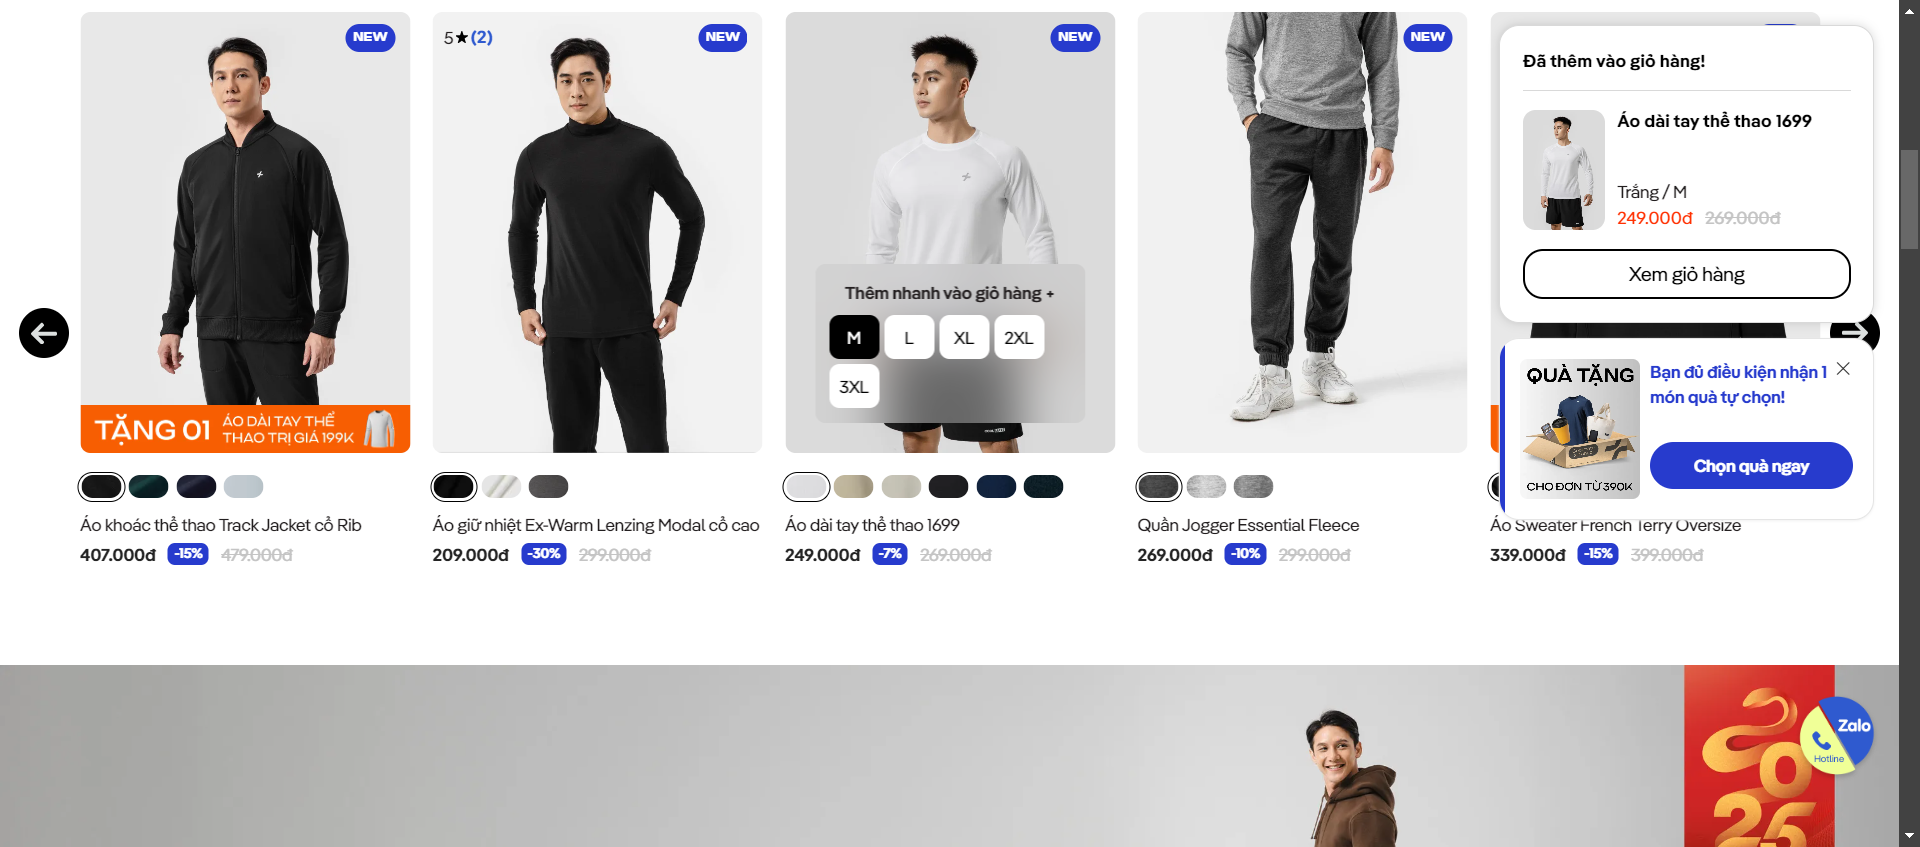 NEW
TẶNG 01
ÁO DÀI TAY THỂ
THAO TRỊ GIÁ 199K
Áo khoác thể thao Track Jacket cổ Rib
407.000đ -15% 479.000đ
5★(2)
NEW
Áo giữ nhiệt Ex-Warm Lenzing Modal cổ cao
209.000đ -30% 299.000đ
NEW
Thêm nhanh vào giỏ hàng +
M L XL 2XL
3XL
Áo dài tay thể thao 1699
249.000đ -7% 269.000đ
NEW
Quần Jogger Essential Fleece
269.000đ -10% 299.000đ
Áo Sweater French Terry Oversize
339.000đ -15% 399.000đ
Đã thêm vào giỏ hàng!
Áo dài tay thể thao 1699
Trắng / M
249.000đ 269.000đ
Xem giỏ hàng
QUÀ TẶNG
CHO ĐƠN TỪ 390K
Bạn đủ điều kiện nhận 1
món quà tự chọn!
Chọn quà ngay
2025
Zalo
Hotline